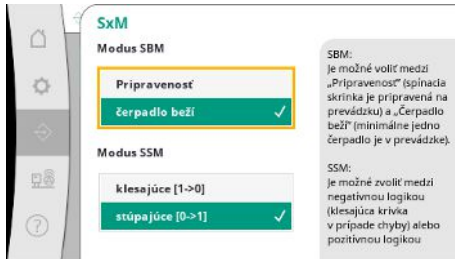 SxM
Modus SBM
Pripravenosť
čerpadlo beží
Modus SSM
klesajúce [1->0]
stúpajúce [0->1]
SBM:
Je možné voliť medzi
„Pripravenosť" (spínacia
skrinka je pripravená na
prevádzku) a „Čerpadlo
beží" (minimálne jedno
čerpadlo je v prevádzke).
SSM:
Je možné zvoliť medzi
negatívnou logikou
(klesajúca krivka
v prípade chyby) alebo
pozitívnou logikou